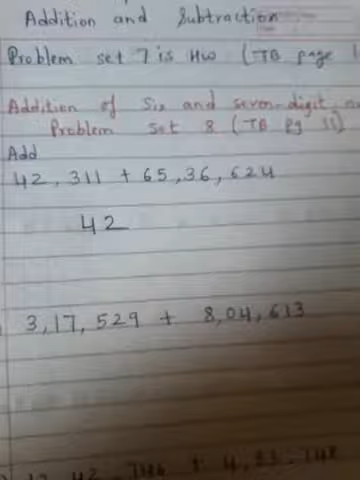 Addition and Subtraction
Problem set 7 is HW (TB page 1
Addition of Six and seven-digit
Problem set 8 (TB pg 11)
Add
42,311 + 65,36,624
42
3,17,529 + 8,04,613